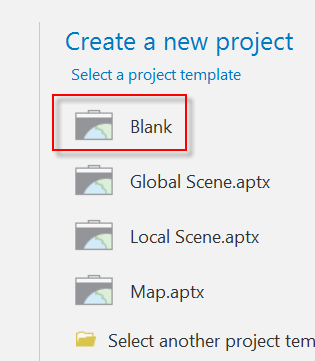 Create a new project
Select a project template
Blank
Global Scene.aptx
Local Scene.aptx
Map.aptx
Select another project tem